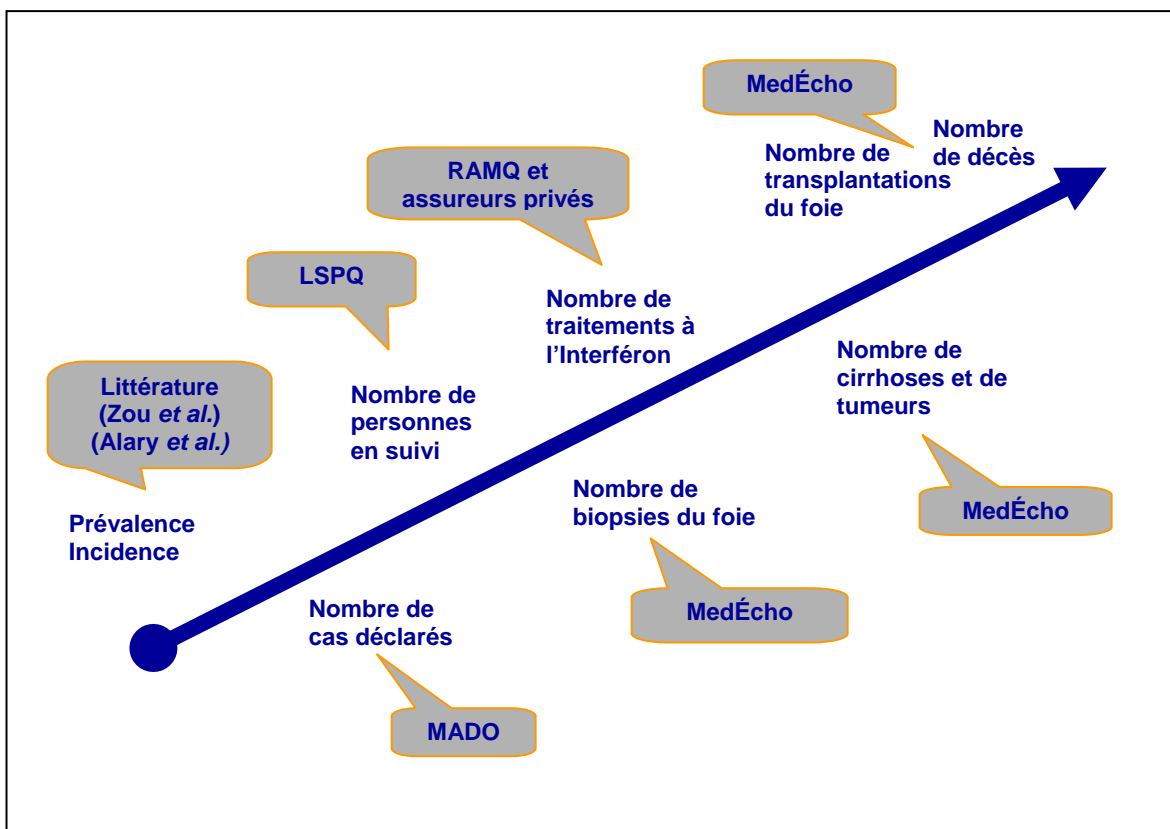 MedÉcho
Nombre
de décès
Nombre de
transplantations
du foie
RAMQ et
assureurs privés
LSPQ
Nombre de
traitements à
l'Interféron
Nombre de
cirrhoses et de
tumeurs
Littérature
(Zou et al.)
(Alary et al.)
Nombre de
personnes
en suivi
Nombre de
biopsies du foie
MedÉcho
Prévalence
Incidence
Nombre de
cas déclarés
MedÉcho
MADO